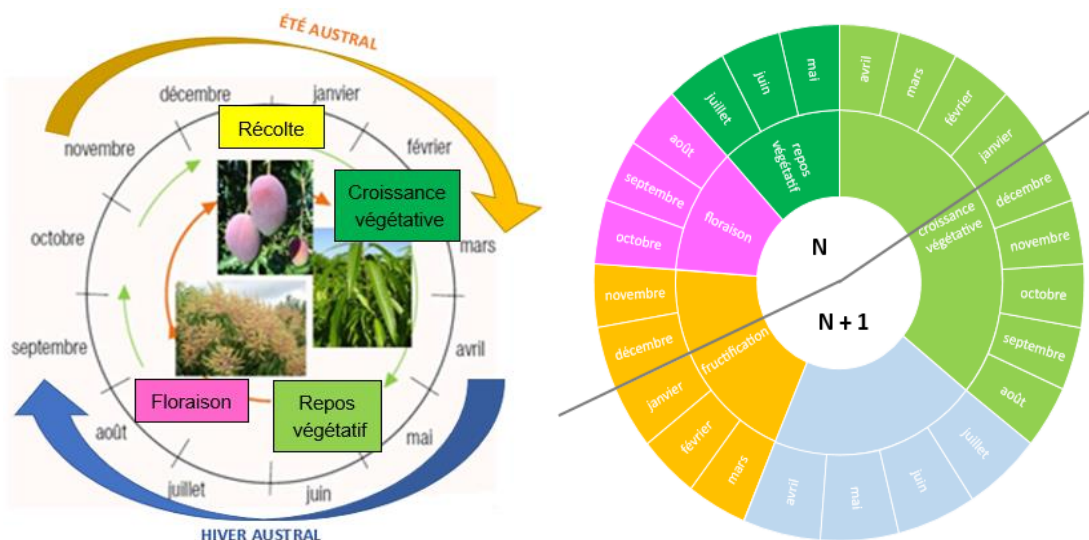 ÉTÉ AUSTRAL
décembre
janvier
Récolte
novembre
février
Croissance
végétative
mars
octobre
septembre
avril
Floraison
Repos
végétatif
août
mai
juillet
juin
HIVER AUSTRAL
juillet
juin
mai
avril
mars
février
janvier
décembre
novembre
octobre
septembre
août
juillet
juin
mai
avril
mars
février
janvier
décembre
novembre
octobre
septembre
août
repos
végétatif
croissance
végétative
floraison
fructification
N
N + 1